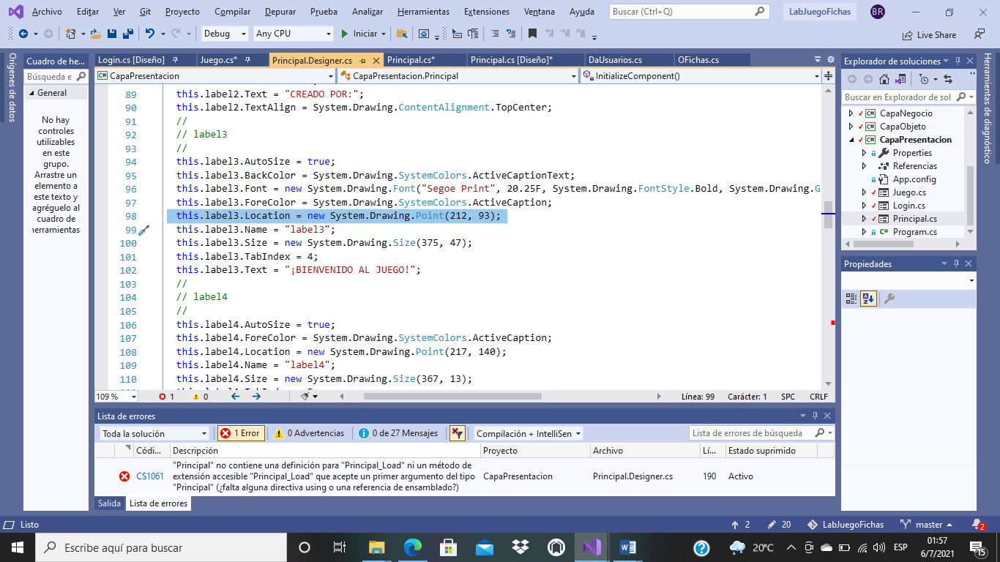 Archivo Editar Ver Git Proyecto Compilar Depurar Prueba Analizar Herramientas Extensiones Ventana Ayuda Buscar (Ctrl+Q) LabJuegoFichas BR
Debug Any CPU Iniciar Live Share
Orígenes de datos
Cuadro de he...
Búsqueda e
General
No hay
controles
utilizables
en este
grupo.
Arrastre un
elemento a
este texto y
agréguelo al
cuadro de
herramientas
Login.cs [Diseño] Juego.cs* Principal.Designer.cs Principal.cs* Principal.cs [Diseño]* DaUsuarios.cs OFichas.cs
CapaPresentacion CapaPresentacion.Principal InitializeComponent()
89 this.label2.Text = "CREADO POR:";
90 this.label2.TextAlign = System.Drawing.ContentAlignment.TopCenter;
91 //
92 // label3
93 //
94 this.label3.AutoSize = true;
95 this.label3.BackColor = System.Drawing.SystemColors.ActiveCaptionText;
96 this.label3.Font = new System.Drawing.Font("Segoe Print", 20.25F, System.Drawing.FontStyle.Bold, System.Drawing.G
97 this.label3.ForeColor = System.Drawing.SystemColors.ActiveCaption;
98 this.label3.Location = new System.Drawing.Point(212, 93);
99 this.label3.Name = "label3";
100 this.label3.Size = new System.Drawing.Size(375, 47);
101 this.label3.TabIndex = 4;
102 this.label3.Text = "¡BIENVENIDO AL JUEGO!";
103 //
104 // label4
105 //
106 this.label4.AutoSize = true;
107 this.label4.ForeColor = System.Drawing.SystemColors.ActiveCaption;
108 this.label4.Location = new System.Drawing.Point(217, 140);
109 this.label4.Name = "label4";
110 this.label4.Size = new System.Drawing.Size(367, 13);
109 % 1 0 Línea: 99 Carácter: 1 SPC CRLF
Explorador de soluciones
Buscar en Explorador de sol
CapaNegocio
CapaObjeto
CapaPresentacion
Properties
Referencias
App.config
Juego.cs
Login.cs
Principal.cs
Program.cs
Propiedades
Herramientas de diagnóstico
Lista de errores
Toda la solución 1 Error 0 Advertencias 0 de 27 Mensajes Compilación + IntelliSen Lista de errores de búsqueda
Códi... Descripción Proyecto Archivo Lí... Estado suprimido
CS1061 "Principal" no contiene una definición para "Principal_Load" ni un método de
extensión accesible "Principal_Load" que acepte un primer argumento del tipo CapaPresentacion Principal.Designer.cs 190 Activo
"Principal" (¿falta alguna directiva using o una referencia de ensamblado?)
Salida Lista de errores
Listo 2 20 LabJuegoFichas master 2
Escribe aquí para buscar 20°C ESP 01:57
6/7/2021 15